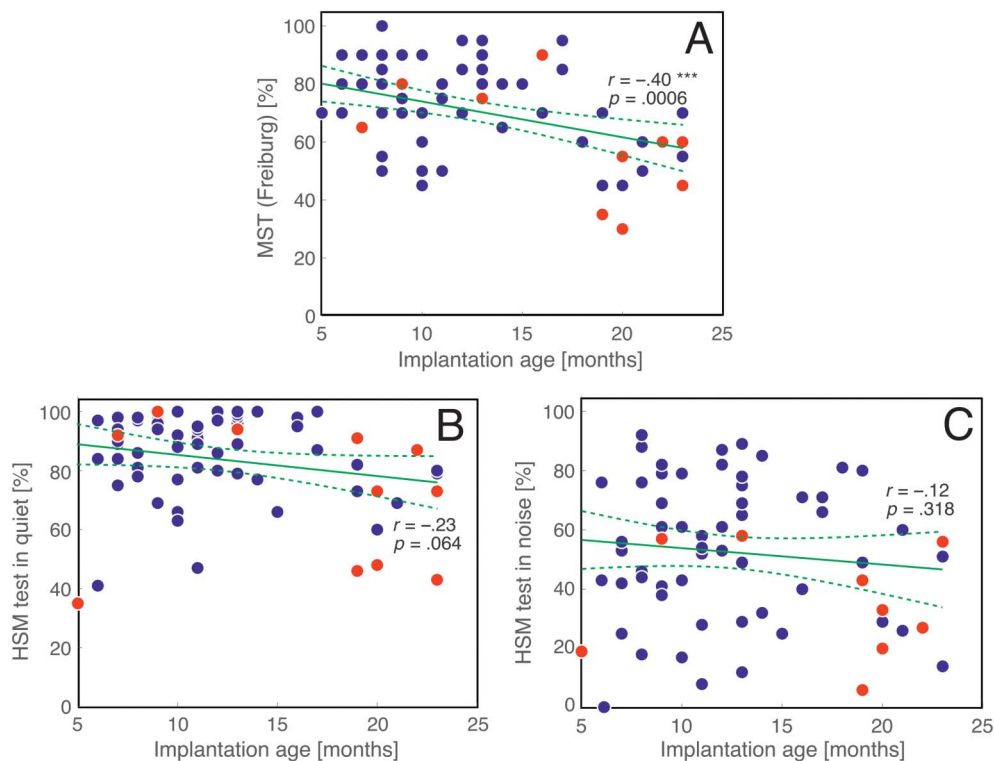 A
MST (Freiburg) [%]
100
80
60
40
20
0
r = –.40 ***
p = .0006
5 10 15 20 25
Implantation age [months]
B
HSM test in quiet [%]
100
80
60
40
20
0
r = –.23
p = .064
5 10 15 20 25
Implantation age [months]
C
HSM test in noise [%]
100
80
60
40
20
0
r = –.12
p = .318
5 10 15 20 25
Implantation age [months]